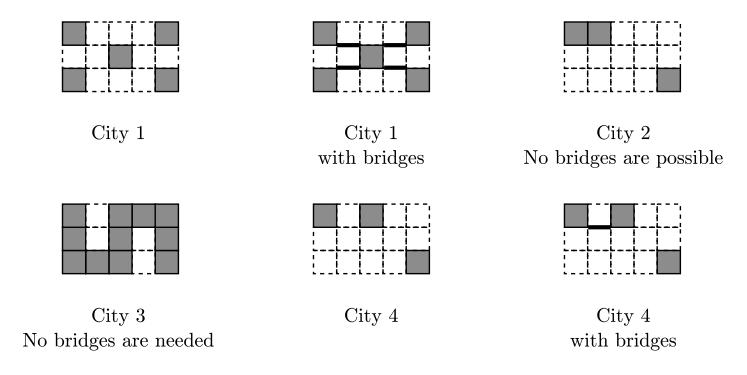 City 1
City 1
with bridges
City 2
No bridges are possible
City 3
No bridges are needed
City 4
City 4
with bridges